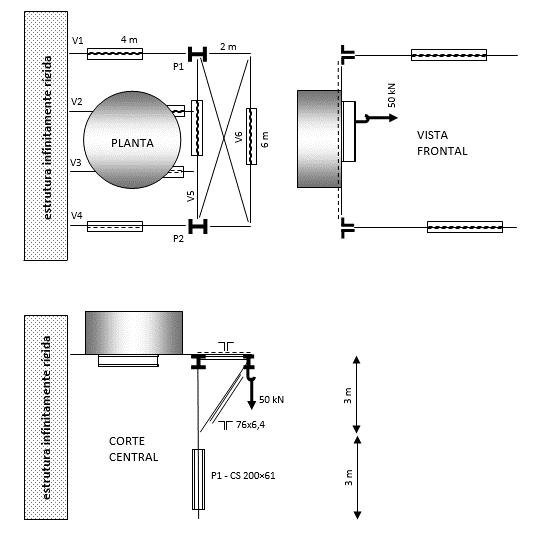 V1
4 m
2 m
P1
50 kN
V2
PLANTA
V6
6 m
VISTA
FRONTAL
estrutura infinitamente rígida
V3
V5
V4
P2
50 kN
76x6,4
3 m
CORTE
CENTRAL
P1 - CS 200×61
3 m
estrutura infinitamente rígida